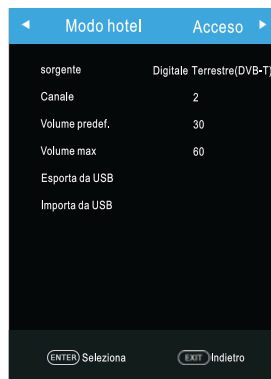 Modo hotel Acceso
sorgente Digitale Terrestre(DVB-T)
Canale 2
Volume predef. 30
Volume max 60
Esporta da USB
Importa da USB
ENTER Seleziona EXIT Indietro